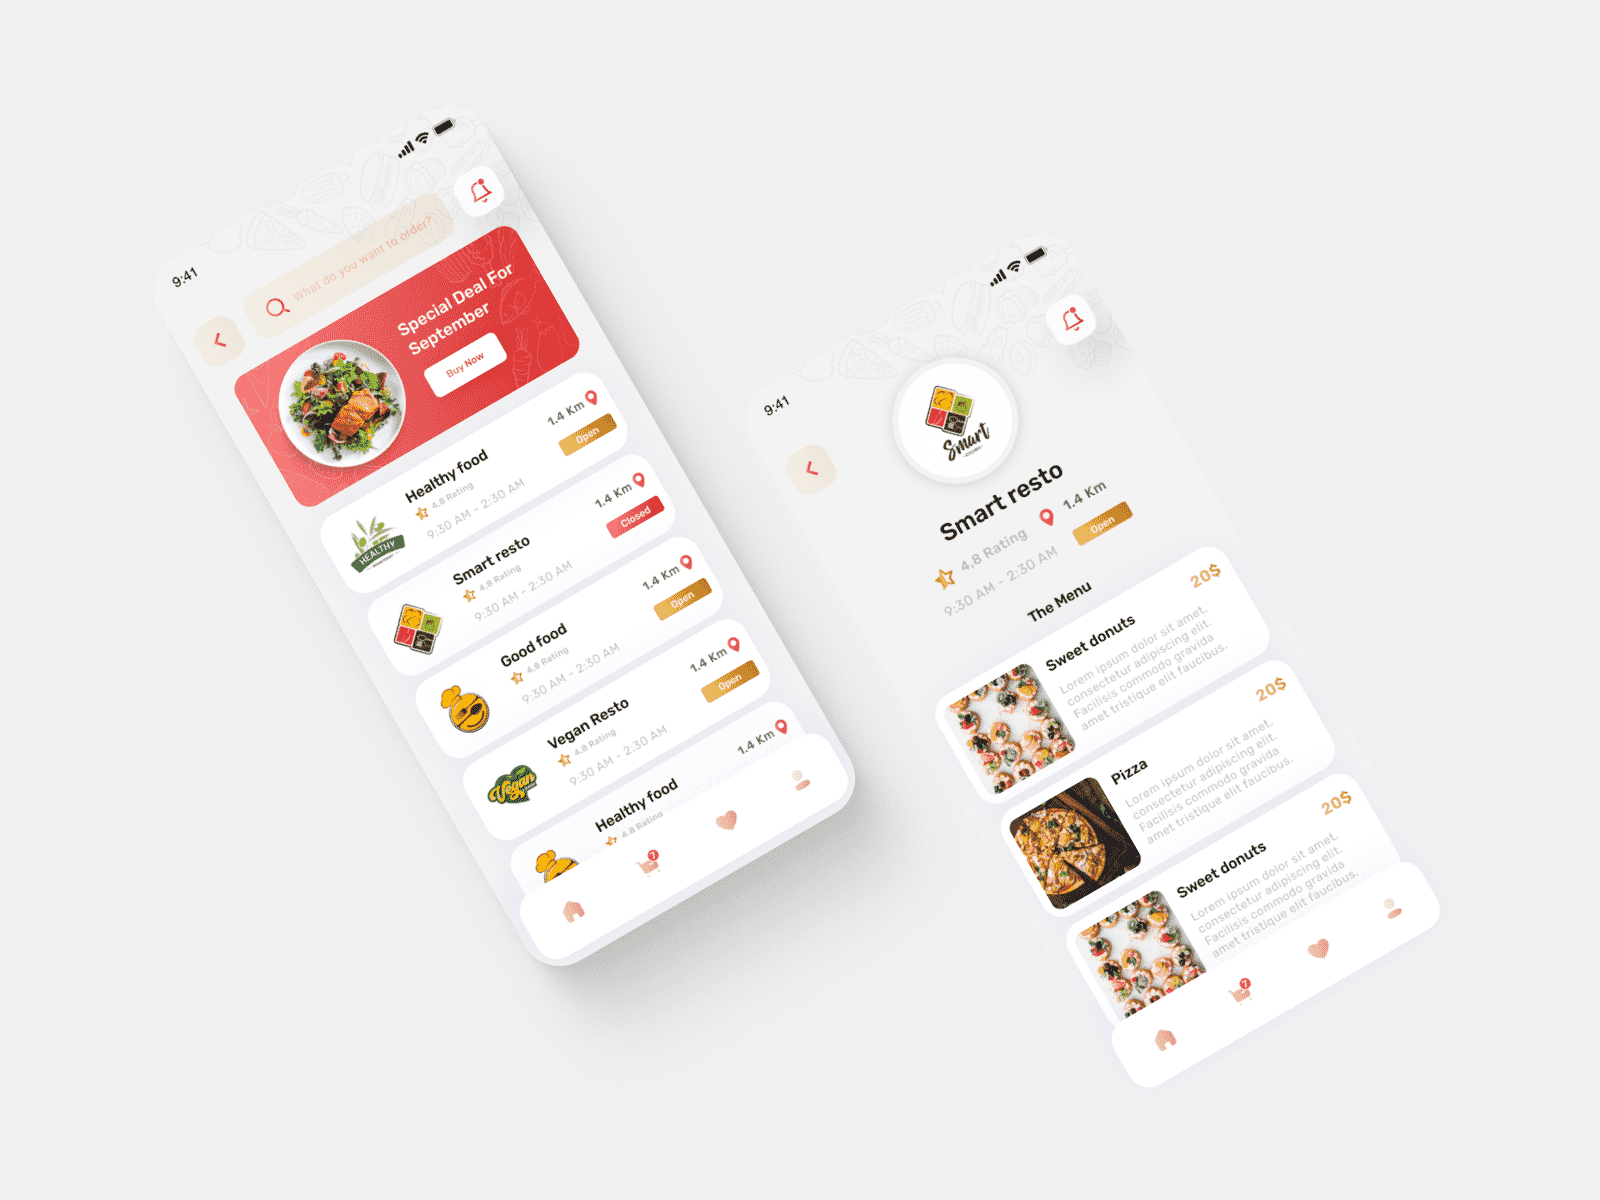 9:41
What do you want to order?
Special Deal For
September
Buy Now
Healthy food
4,8 Rating
9:30 AM - 2:30 AM
1.4 Km
Open
HEALTHY
Smart resto
4,8 Rating
9:30 AM - 2:30 AM
1.4 Km
Closed
Good food
4,8 Rating
9:30 AM - 2:30 AM
1.4 Km
Open
Vegan Resto
4,8 Rating
9:30 AM - 2:30 AM
1.4 Km
Open
Vegan
Healthy food
4,8 Rating
1.4 Km
9:41
Smart
Smart resto
4,8 Rating
1.4 Km
9:30 AM - 2:30 AM
Open
The Menu
Sweet donuts
20$
Lorem ipsum dolor sit amet,
consectetur adipiscing elit.
Facilisis commodo gravida
amet tristique elit faucibus.
Pizza
20$
Lorem ipsum dolor sit amet,
consectetur adipiscing elit.
Facilisis commodo gravida
amet tristique elit faucibus.
Sweet donuts
20$
Lorem ipsum dolor sit amet,
consectetur adipiscing elit.
Facilisis commodo gravida
amet tristique elit faucibus.